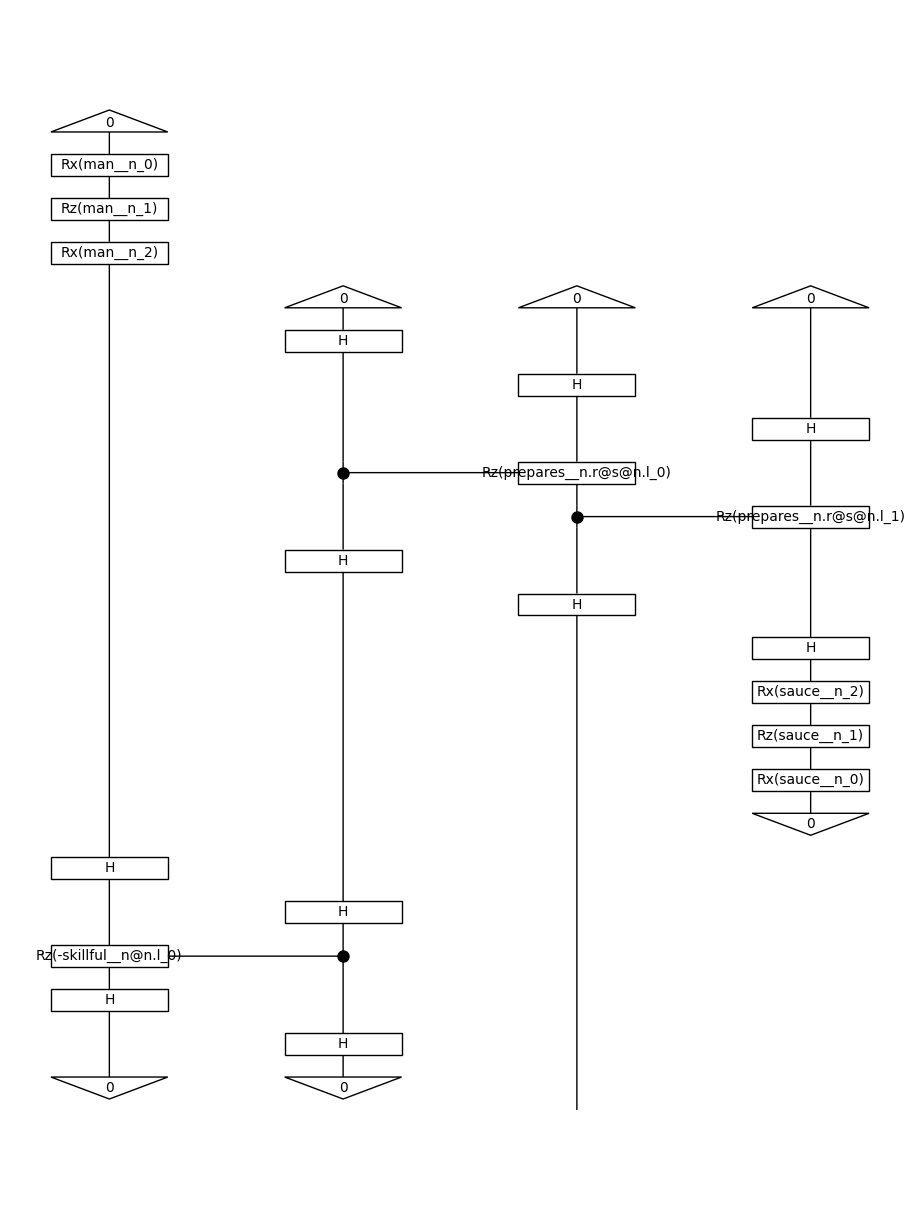 0
Rx(man__n_0)
Rz(man__n_1)
Rx(man__n_2)
0 0 0
H
H
H
Rz(prepares__n.r@s@n.l_0)
Rz(prepares__n.r@s@n.l_1)
H
H
H
Rx(sauce__n_2)
Rz(sauce__n_1)
Rx(sauce__n_0)
0
H
H
Rz(-skillful__n@n.l_0)
H
H
0 0